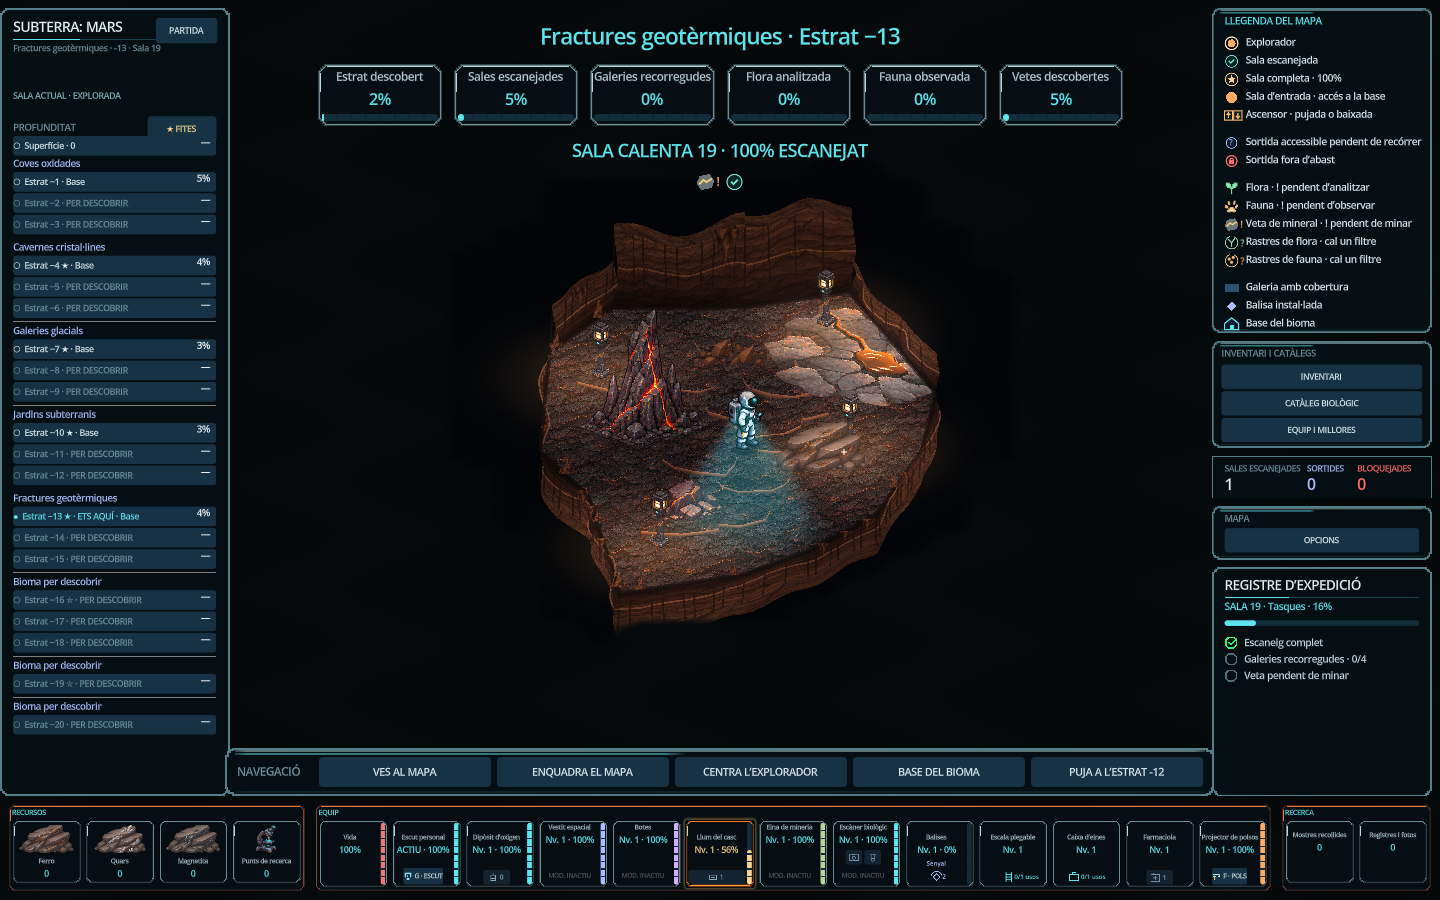 SUBTERRA: MARS
PARTIDA
Fractures geotèrmiques · -13 · Sala 19
SALA ACTUAL · EXPLORADA
PROFUNDITAT
★ FITES
Superfície · 0 —
Coves oxidades
Estrat −1 · Base 5%
Estrat −2 · PER DESCOBRIR —
Estrat −3 · PER DESCOBRIR —
Cavernes cristal·lines
Estrat −4 ★ · Base 4%
Estrat −5 · PER DESCOBRIR —
Estrat −6 · PER DESCOBRIR —
Galeries glacials
Estrat −7 ★ · Base 3%
Estrat −8 · PER DESCOBRIR —
Estrat −9 · PER DESCOBRIR —
Jardins subterranis
Estrat −10 ★ · Base 3%
Estrat −11 · PER DESCOBRIR —
Estrat −12 · PER DESCOBRIR —
Fractures geotèrmiques
Estrat −13 ★ · ETS AQUÍ · Base 4%
Estrat −14 · PER DESCOBRIR —
Estrat −15 · PER DESCOBRIR —
Bioma per descobrir
Estrat −16 ☆ · PER DESCOBRIR —
Estrat −17 · PER DESCOBRIR —
Estrat −18 · PER DESCOBRIR —
Bioma per descobrir
Estrat −19 ☆ · PER DESCOBRIR —
Bioma per descobrir
Estrat −20 · PER DESCOBRIR —
Fractures geotèrmiques · Estrat −13
Estrat descobert
2%
Sales escanejades
5%
Galeries recorregudes
0%
Flora analitzada
0%
Fauna observada
0%
Vetes descobertes
5%
SALA CALENTA 19 · 100% ESCANEJAT
!
NAVEGACIÓ
VES AL MAPA
ENQUADRA EL MAPA
CENTRA L’EXPLORADOR
BASE DEL BIOMA
PUJA A L’ESTRAT -12
LLEGENDA DEL MAPA
Explorador
Sala escanejada
Sala completa · 100%
Sala d’entrada · accés a la base
Ascensor · pujada o baixada
Sortida accessible pendent de recórrer
Sortida fora d’abast
Flora · ! pendent d’analitzar
Fauna · ! pendent d’observar
! Veta de mineral · ! pendent de minar
? Rastres de flora · cal un filtre
? Rastres de fauna · cal un filtre
Galeria amb cobertura
Balisa instal·lada
Base del bioma
INVENTARI I CATÀLEGS
INVENTARI
CATÀLEG BIOLÒGIC
EQUIP I MILLORES
SALES ESCANEJADES SORTIDES BLOQUEJADES
1 0 0
MAPA
OPCIONS
REGISTRE D’EXPEDICIÓ
SALA 19 · Tasques · 16%
Escaneig complet
Galeries recorregudes · 0/4
Veta pendent de minar
RECURSOS
Ferro
0
Quars
0
Magnetita
0
Punts de recerca
0
EQUIP
Vida
100%
Escut personal
ACTIU · 100%
G · ESCUT
Dipòsit d’oxigen
Nv. 1 · 100%
0
Vestit espacial
Nv. 1 · 100%
MOD. INACTIU
Botes
Nv. 1 · 100%
MOD. INACTIU
Llum del casc
Nv. 1 · 56%
1
Eina de mineria
Nv. 1 · 100%
MOD. INACTIU
Escàner biològic
Nv. 1 · 100%
MOD. INACTIU
Balises
Nv. 1 · 0%
Senyal
2
Escala plegable
Nv. 1
0/1 usos
Caixa d’eines
Nv. 1
0/1 usos
Farmaciola
Nv. 1
1
Projector de polsos
Nv. 1 · 100%
F · POLS
RECERCA
Mostres recollides
0
Registres i fotos
0